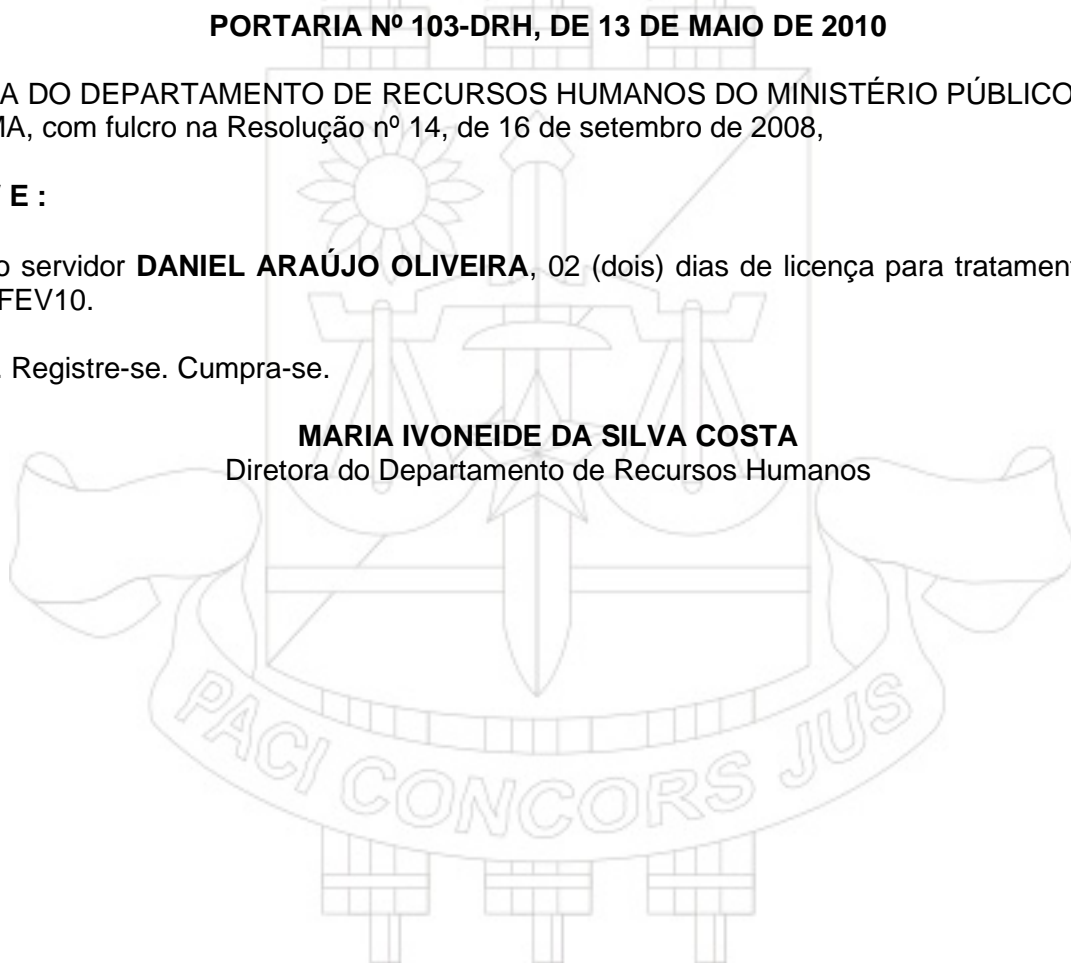 PORTARIA Nº 103-DRH, DE 13 DE MAIO DE 2010
A DO DEPARTAMENTO DE RECURSOS HUMANOS DO MINISTÉRIO PÚBLICO
MA, com fulcro na Resolução nº 14, de 16 de setembro de 2008,
E :
o servidor DANIEL ARAÚJO OLIVEIRA, 02 (dois) dias de licença para tratament
FEV10.
. Registre-se. Cumpra-se.
MARIA IVONEIDE DA SILVA COSTA
Diretora do Departamento de Recursos Humanos
PACI CONCORS JUS